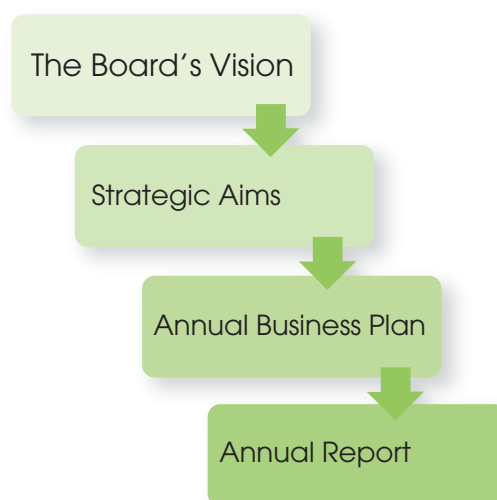 The Board's Vision
Strategic Aims
Annual Business Plan
Annual Report